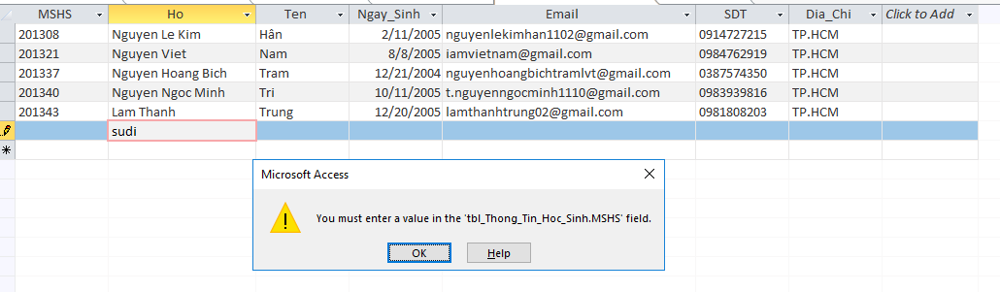 MSHS Ho Ten Ngay_Sinh Email SDT Dia_Chi Click to Add
201308 Nguyen Le Kim Hân 2/11/2005 nguyenlekimhan1102@gmail.com 0914727215 TP.HCM
201321 Nguyen Viet Nam 8/8/2005 iamvietnam@gmail.com 0984762919 TP.HCM
201337 Nguyen Hoang Bich Tram 12/21/2004 nguyenhoangbichtramlvt@gmail.com 0387574350 TP.HCM
201340 Nguyen Ngoc Minh Tri 10/11/2005 t.nguyenngocminh1110@gmail.com 0983939816 TP.HCM
201343 Lam Thanh Trung 12/20/2005 lamthanhtrung02@gmail.com 0981808203 TP.HCM
sudi
Microsoft Access
You must enter a value in the 'tbl_Thong_Tin_Hoc_Sinh.MSHS' field.
OK Help